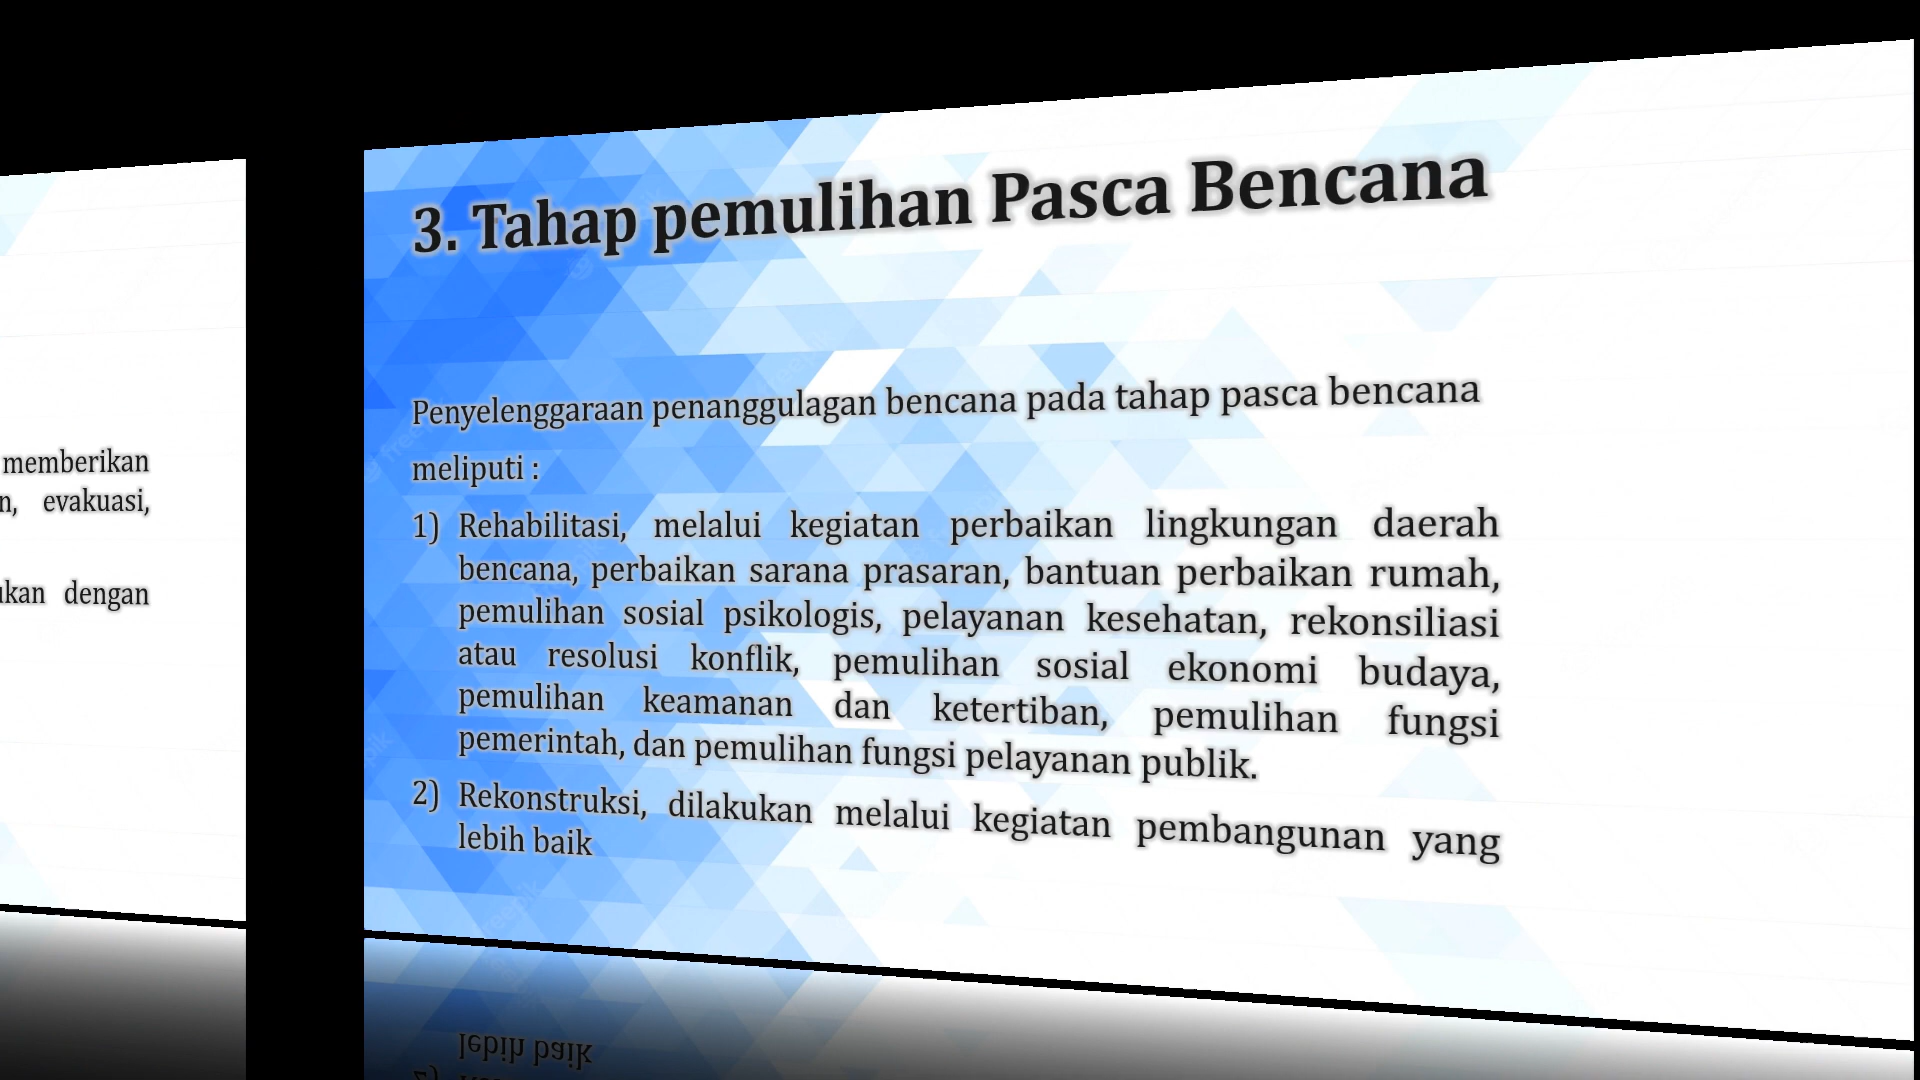 memberikan
evakuasi,
dengan
3. Tahap pemulihan Pasca Bencana
Penyelenggaraan penanggulagan bencana pada tahap pasca bencana
meliputi :
1) Rehabilitasi, melalui kegiatan perbaikan lingkungan daerah
bencana, perbaikan sarana prasaran, bantuan perbaikan rumah,
pemulihan sosial psikologis, pelayanan kesehatan, rekonsiliasi
atau resolusi konflik, pemulihan sosial ekonomi budaya,
pemulihan keamanan dan ketertiban, pemulihan fungsi
pemerintah, dan pemulihan fungsi pelayanan publik.
2) Rekonstruksi, dilakukan melalui kegiatan pembangunan yang
lebih baik